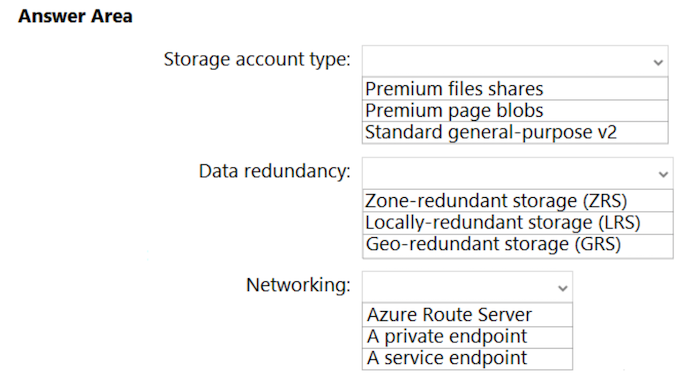 Answer Area
Storage account type:
Premium files shares
Premium page blobs
Standard general-purpose v2
Data redundancy:
Zone-redundant storage (ZRS)
Locally-redundant storage (LRS)
Geo-redundant storage (GRS)
Networking:
Azure Route Server
A private endpoint
A service endpoint